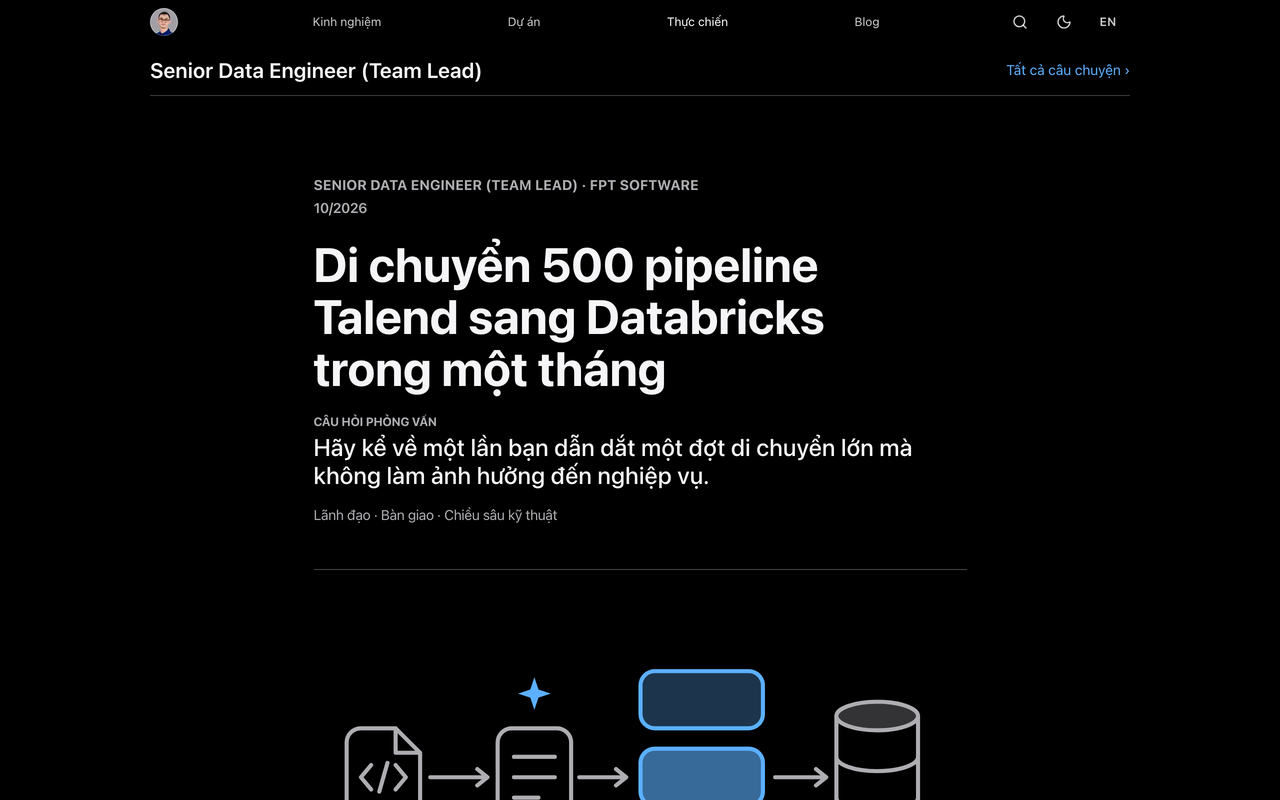 Kinh nghiệm
Dự án
Thực chiến
Blog
EN
Senior Data Engineer (Team Lead)
Tất cả câu chuyện ›
SENIOR DATA ENGINEER (TEAM LEAD) · FPT SOFTWARE
10/2026
Di chuyển 500 pipeline
Talend sang Databricks
trong một tháng
CÂU HỎI PHỎNG VẤN
Hãy kể về một lần bạn dẫn dắt một đợt di chuyển lớn mà
không làm ảnh hưởng đến nghiệp vụ.
Lãnh đạo · Bàn giao · Chiều sâu kỹ thuật